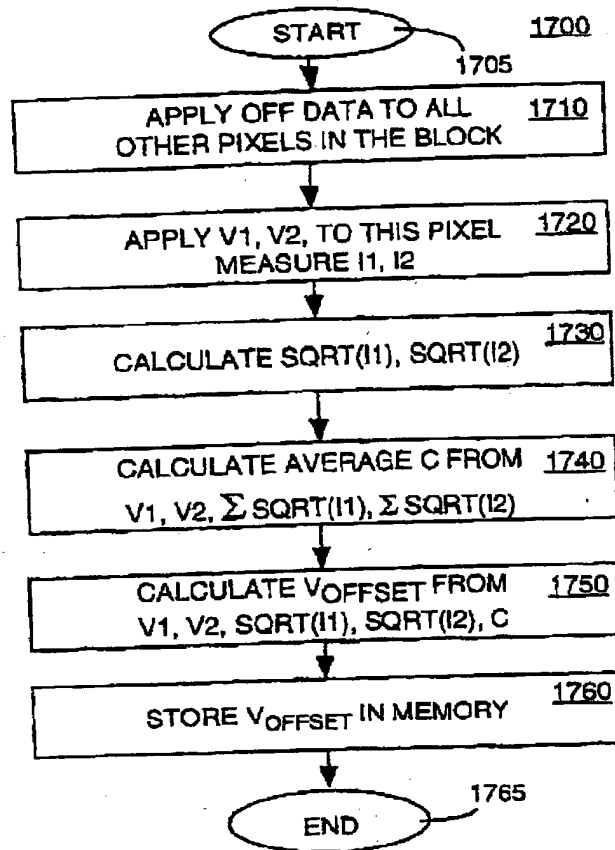 START
1700
1705
APPLY OFF DATA TO ALL 1710
OTHER PIXELS IN THE BLOCK
APPLY V1, V2, TO THIS PIXEL 1720
MEASURE I1, I2
1730
CALCULATE SQRT(I1), SQRT(I2)
CALCULATE AVERAGE C FROM 1740
V1, V2, Σ SQRT(I1), Σ SQRT(I2)
CALCULATE VOFFSET FROM 1750
V1, V2, SQRT(I1), SQRT(I2), C
1760
STORE VOFFSET IN MEMORY
1765
END